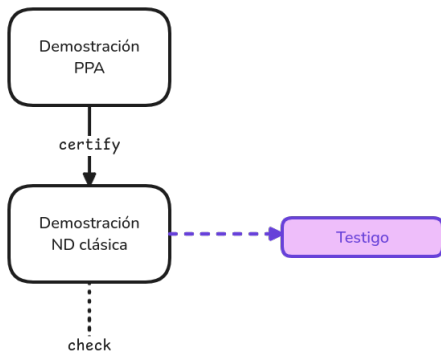 Demostración
PPA
certify
Demostración
ND clásica
Testigo
check